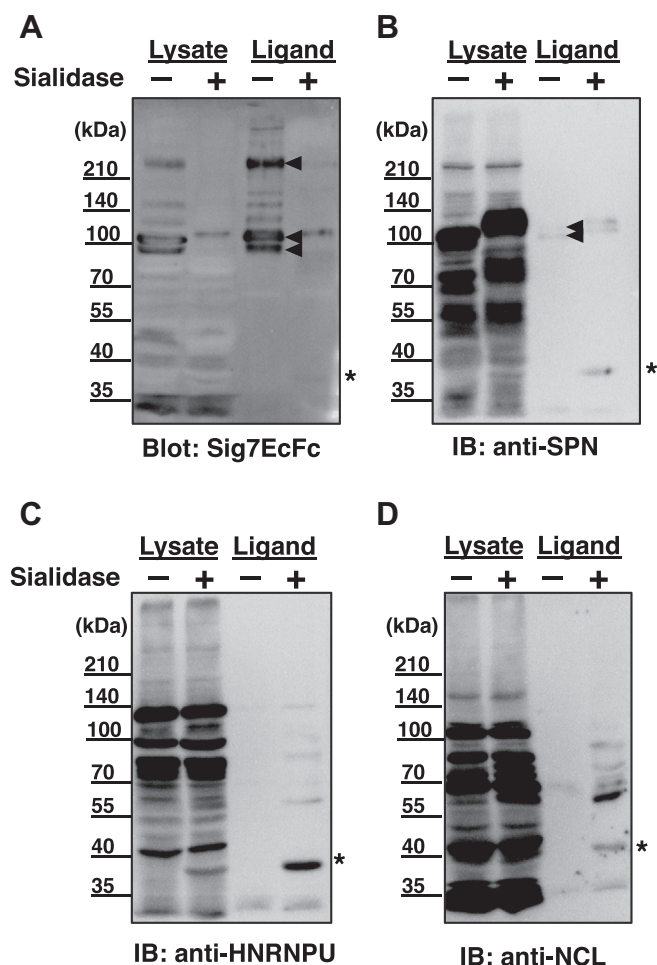 A
Lysate Ligand
Sialidase − + − +
(kDa)
210
140
100
70
55
40
35
*
Blot: Sig7EcFc
B
Lysate Ligand
− + − +
(kDa)
210
140
100
70
55
40
35
*
IB: anti-SPN
C
Lysate Ligand
Sialidase − + − +
(kDa)
210
140
100
70
55
40
35
*
IB: anti-HNRNPU
D
Lysate Ligand
− + − +
(kDa)
210
140
100
70
55
40
35
*
IB: anti-NCL